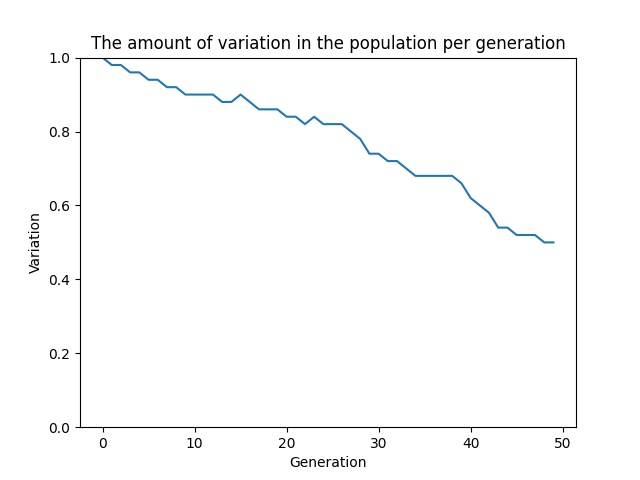 The amount of variation in the population per generation
1.0
0.8
0.6
0.4
0.2
0.0
Variation
0 10 20 30 40 50
Generation